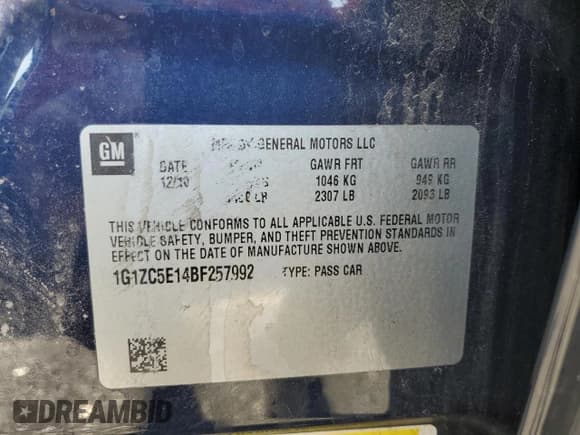 GM
BY GENERAL MOTORS LLC
DATE GAWR FRT GAWR RR
12/10 1046 KG 949 KG
LB 2307 LB 2093 LB
THIS VEHICLE CONFORMS TO ALL APPLICABLE U.S. FEDERAL MOTOR
VEHICLE SAFETY, BUMPER, AND THEFT PREVENTION STANDARDS IN
EFFECT ON THE DATE OF MANUFACTURE SHOWN ABOVE.
1G1ZC5E14BF257992 TYPE: PASS CAR
DREAMBID